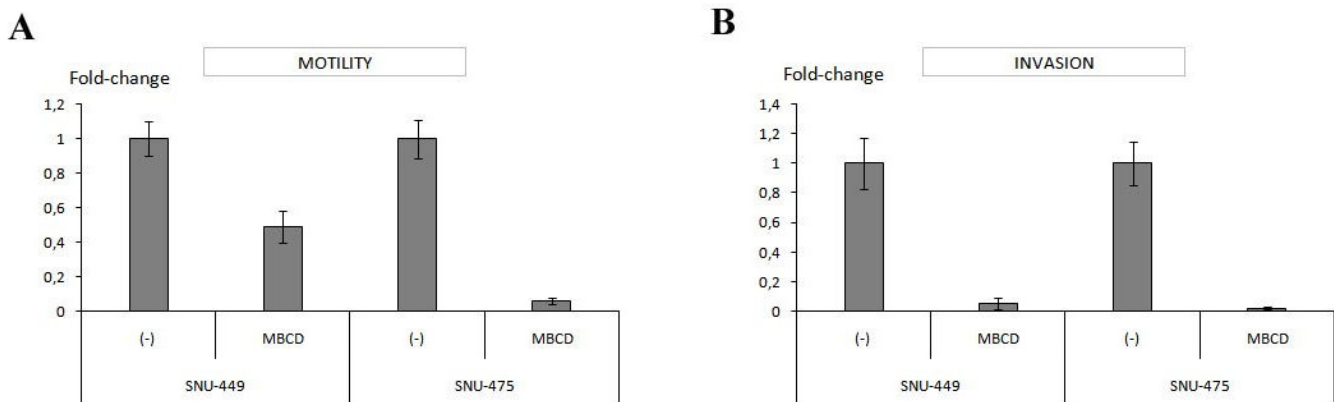 A
MOTILITY
Fold-change
1,2
1
0,8
0,6
0,4
0,2
0
(-) MBCD (-) MBCD
SNU-449 SNU-475
B
INVASION
Fold-change
1,4
1,2
1
0,8
0,6
0,4
0,2
0
(-) MBCD (-) MBCD
SNU-449 SNU-475